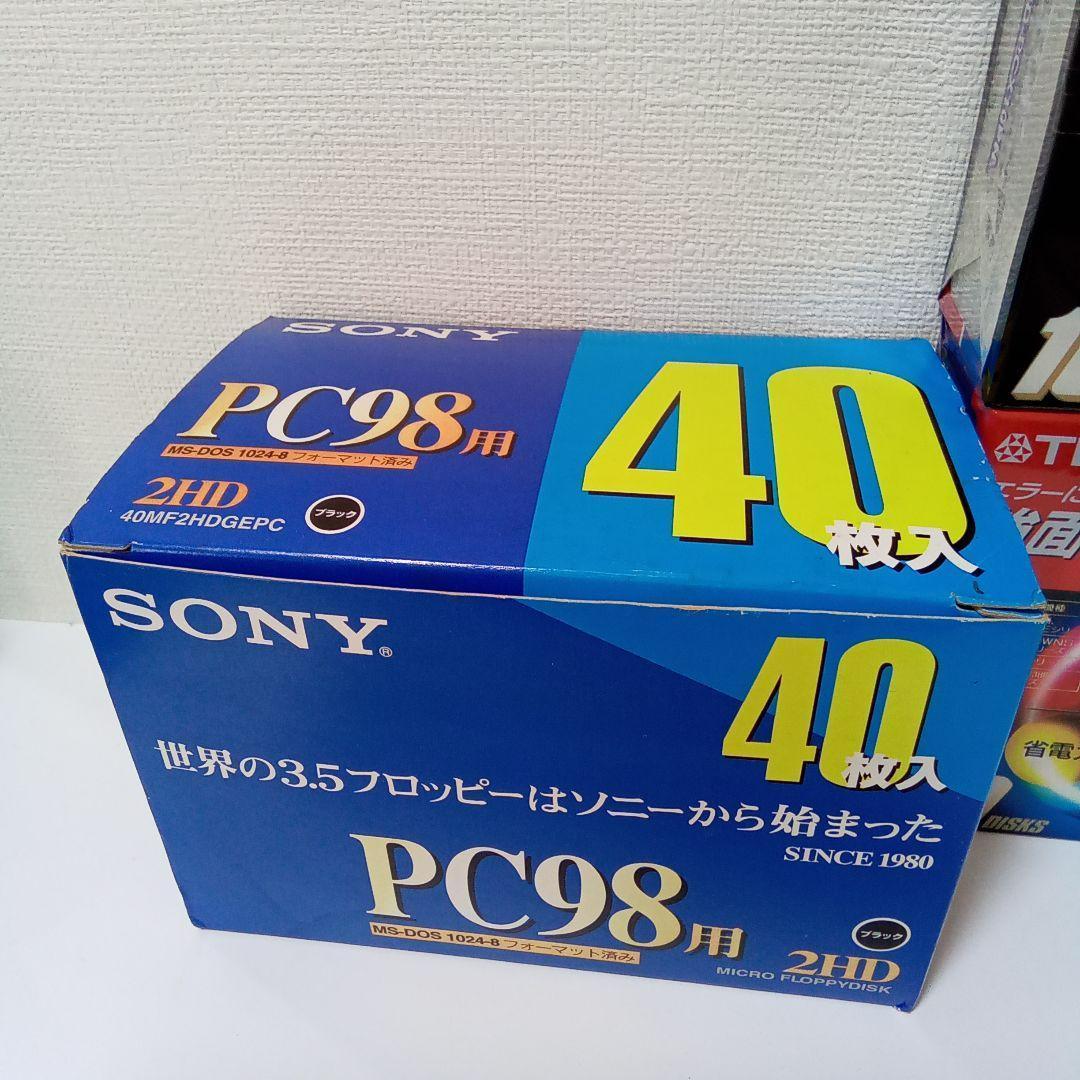 SONY
PC98用
MS-DOS 1024-8 フォーマット済み
2HD
40MF2HDGEPC
ブラック
40
枚入
SONY®
40
枚入
世界の3.5フロッピーはソニーから始まった
SINCE 1980
PC98用
MS-DOS 1024-8 フォーマット済み
ブラック
2HD
MICRO FLOPPYDISK
エラーに
省電
DISKS